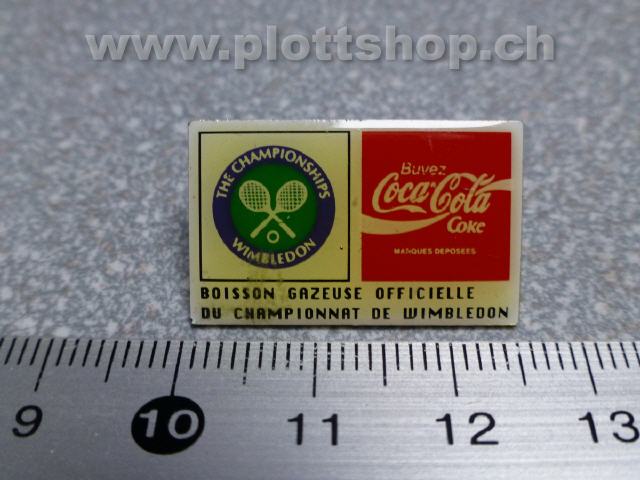 www.plottshop.ch
THE CHAMPIONSHIPS
WIMBLEDON
Buvez
Coca-Cola
Coke
MARQUES DEPOSEES
BOISSON GAZEUSE OFFICIELLE
DU CHAMPIONNAT DE WIMBLEDON
9 10 11 12 13